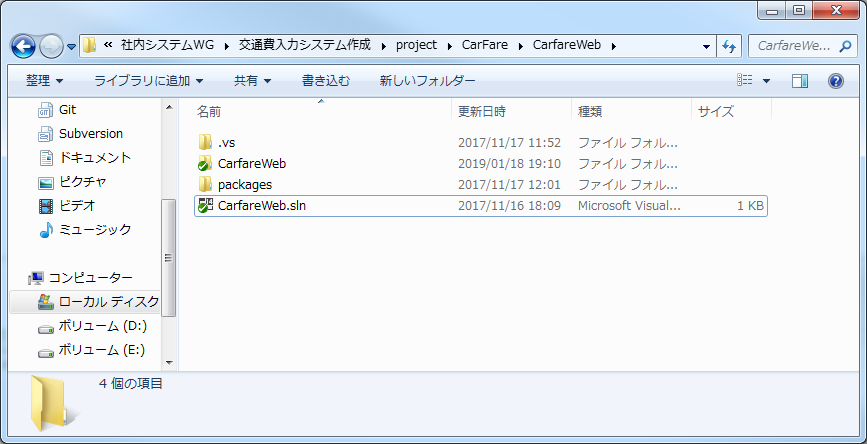 « 社内システムWG ▸ 交通費入力システム作成 ▸ project ▸ CarFare ▸ CarfareWeb ▸
CarfareWe...
整理 ライブラリに追加 共有 書き込む 新しいフォルダー
Git
Subversion
ドキュメント
ピクチャ
ビデオ
ミュージック
コンピューター
ローカル ディスク
ボリューム (D:)
ボリューム (E:)
名前 更新日時 種類 サイズ
.vs 2017/11/17 11:52 ファイル フォル...
CarfareWeb 2019/01/18 19:10 ファイル フォル...
packages 2017/11/17 12:01 ファイル フォル...
CarfareWeb.sln 2017/11/16 18:09 Microsoft Visual... 1 KB
4 個の項目